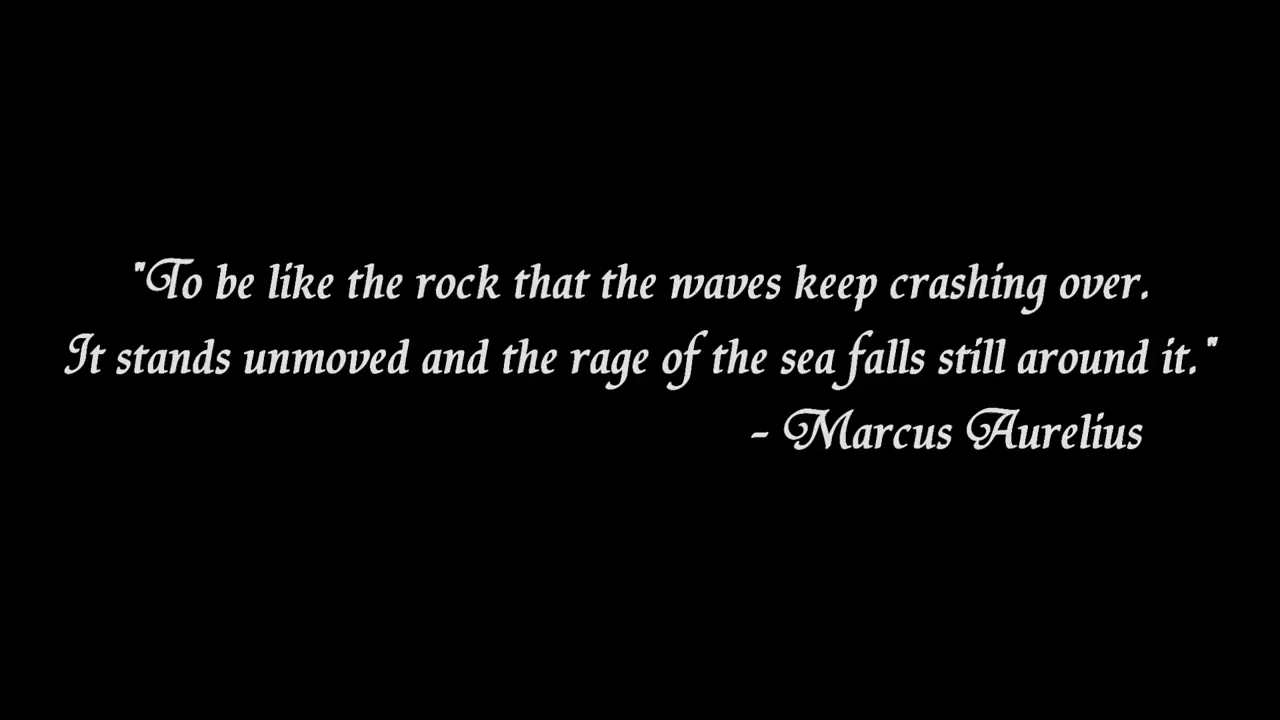 "To be like the rock that the waves keep crashing over.
It stands unmoved and the rage of the sea falls still around it."
- Marcus Aurelius